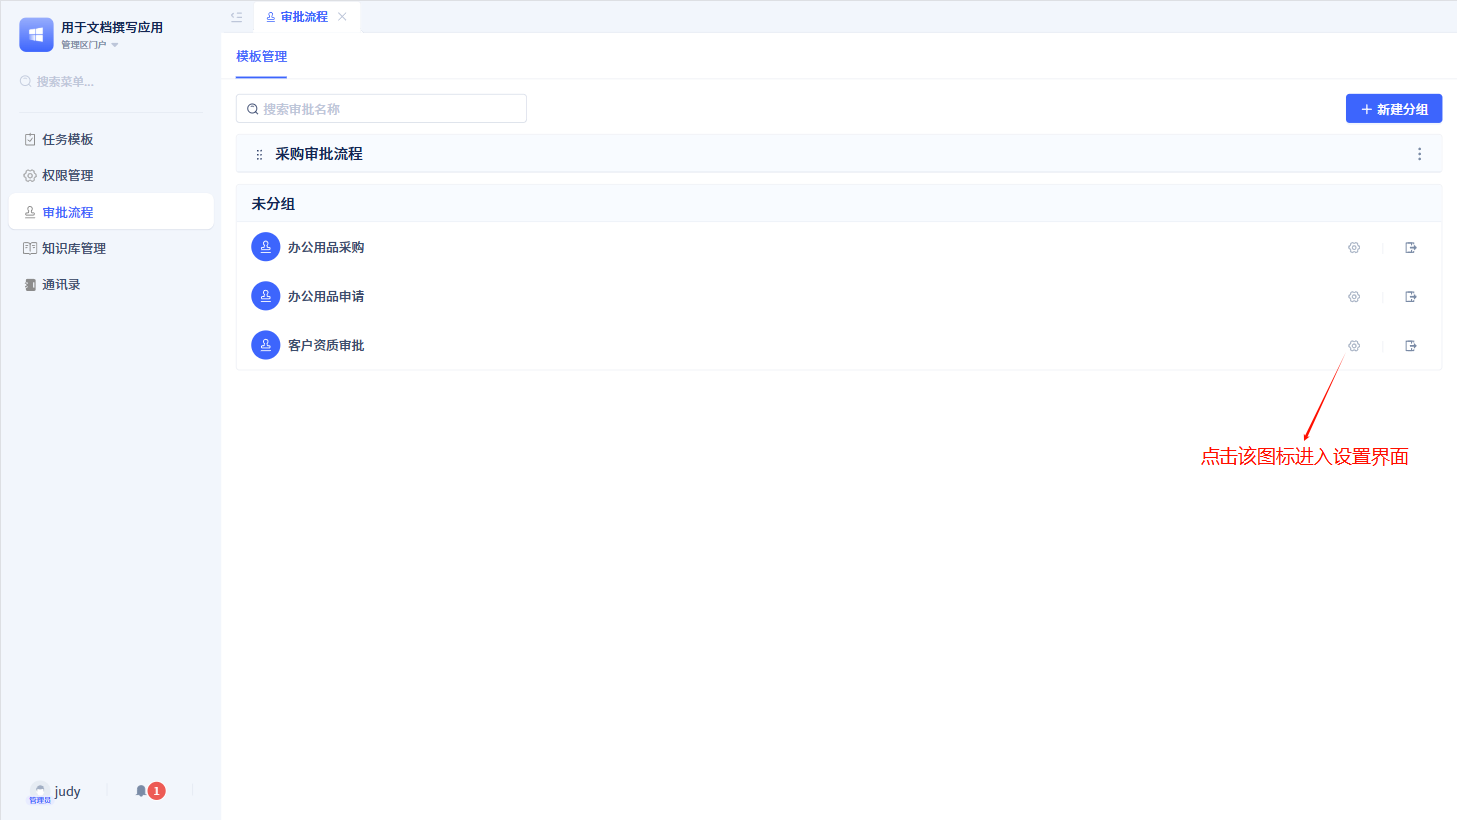 用于文档撰写应用
管理区门户
搜索菜单...
任务模板
权限管理
审批流程
知识库管理
通讯录
judy
管理员
1
审批流程
模板管理
搜索审批名称
新建分组
采购审批流程
未分组
办公用品采购
办公用品申请
客户资质审批
点击该图标进入设置界面